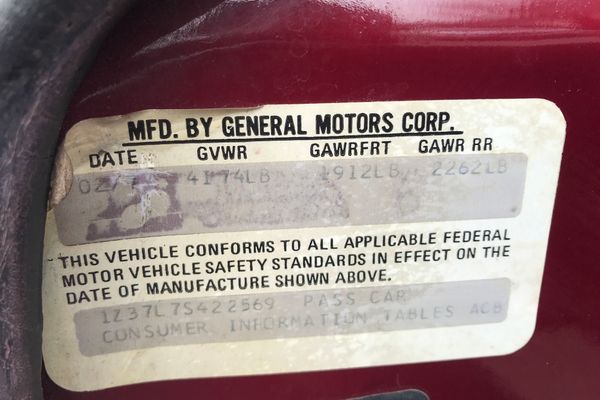 MFD. BY GENERAL MOTORS CORP.
DATE GVWR GAWRFRT GAWR RR
4174LB 1912LB 2262LB
THIS VEHICLE CONFORMS TO ALL APPLICABLE FEDERAL
MOTOR VEHICLE SAFETY STANDARDS IN EFFECT ON THE
DATE OF MANUFACTURE SHOWN ABOVE.
1Z37L7S422569 PASS CAR
CONSUMER INFORMATION TABLES ACB